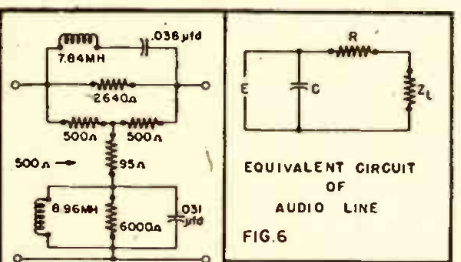 .036 µfd
7.84MH
2640Ω
500Ω 500Ω
500Ω
95Ω
8.96MH
6000Ω
.031
µfd
R
E
C
ZL
EQUIVALENT CIRCUIT
OF
AUDIO LINE
FIG.6